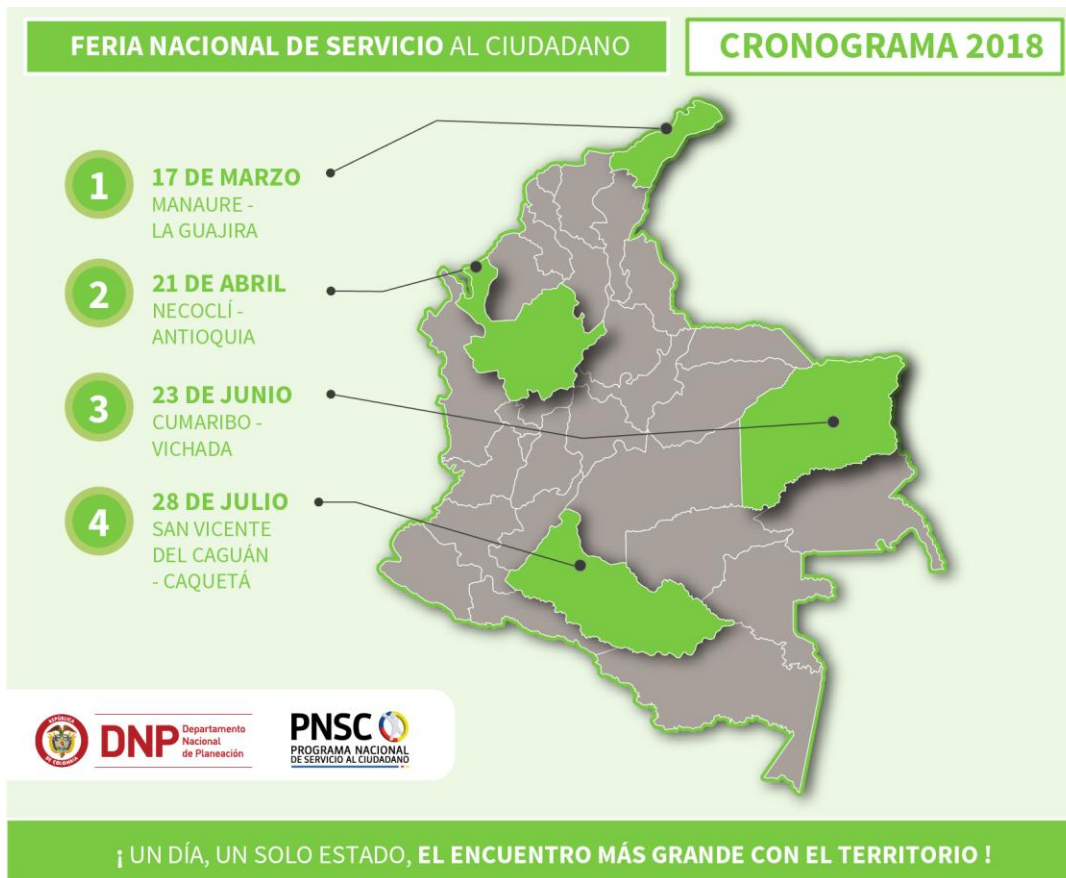 FERIA NACIONAL DE SERVICIO AL CIUDADANO
CRONOGRAMA 2018
1
17 DE MARZO
MANAURE -
LA GUAJIRA
2
21 DE ABRIL
NECOCLÍ -
ANTIOQUIA
3
23 DE JUNIO
CUMARIBO -
VICHADA
4
28 DE JULIO
SAN VICENTE
DEL CAGUÁN
- CAQUETÁ
REPÚBLICA
DE COLOMBIA
DNP
Departamento
Nacional
de Planeación
PNSC
PROGRAMA NACIONAL
DE SERVICIO AL CIUDADANO
¡ UN DÍA, UN SOLO ESTADO, EL ENCUENTRO MÁS GRANDE CON EL TERRITORIO !